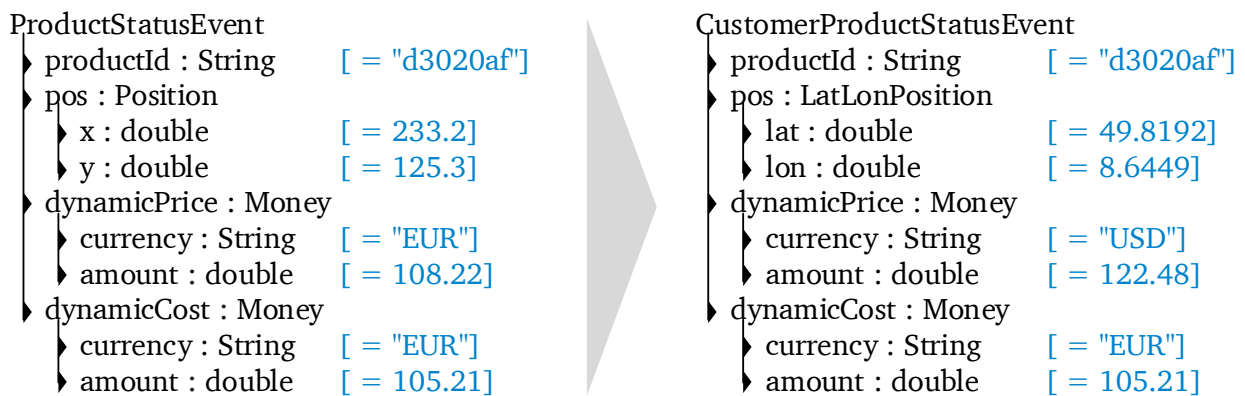 ProductStatusEvent
productId : String [ = "d3020af"]
pos : Position
x : double [ = 233.2]
y : double [ = 125.3]
dynamicPrice : Money
currency : String [ = "EUR"]
amount : double [ = 108.22]
dynamicCost : Money
currency : String [ = "EUR"]
amount : double [ = 105.21]
CustomerProductStatusEvent
productId : String [ = "d3020af"]
pos : LatLonPosition
lat : double [ = 49.8192]
lon : double [ = 8.6449]
dynamicPrice : Money
currency : String [ = "USD"]
amount : double [ = 122.48]
dynamicCost : Money
currency : String [ = "EUR"]
amount : double [ = 105.21]